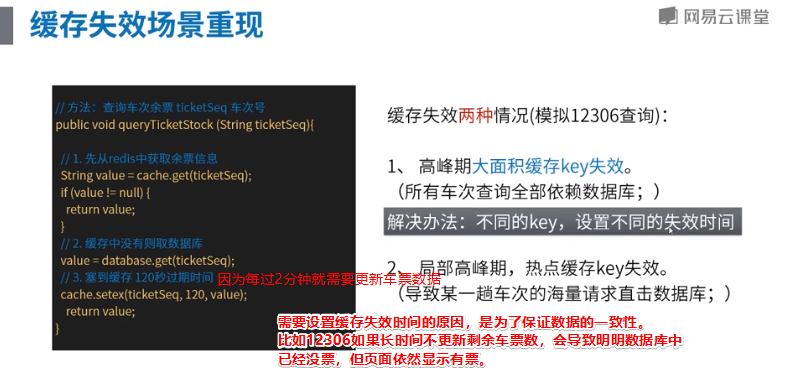 缓存失效场景重现
网易云课堂
// 方法：查询车次余票 ticketSeq 车次号
public void queryTicketStock (String ticketSeq){
// 1. 先从redis中获取余票信息
String value = cache.get(ticketSeq);
if (value != null) {
return value;
}
// 2. 缓存中没有则取数据库
value = database.get(ticketSeq);
// 3. 塞到缓存 120秒过期时间
因为每过2分钟就需要更新车票数据
cache.setex(ticketSeq, 120, value);
return value;
}
缓存失效两种情况(模拟12306查询)：
1、 高峰期大面积缓存key失效。
（所有车次查询全部依赖数据库；）
解决办法：不同的key，设置不同的失效时间
2、 局部高峰期，热点缓存key失效。
（导致某一趟车次的海量请求直击数据库；）
需要设置缓存失效时间的原因，是为了保证数据的一致性。
比如12306如果长时间不更新剩余车票数，会导致明明数据库中
已经没票，但页面依然显示有票。